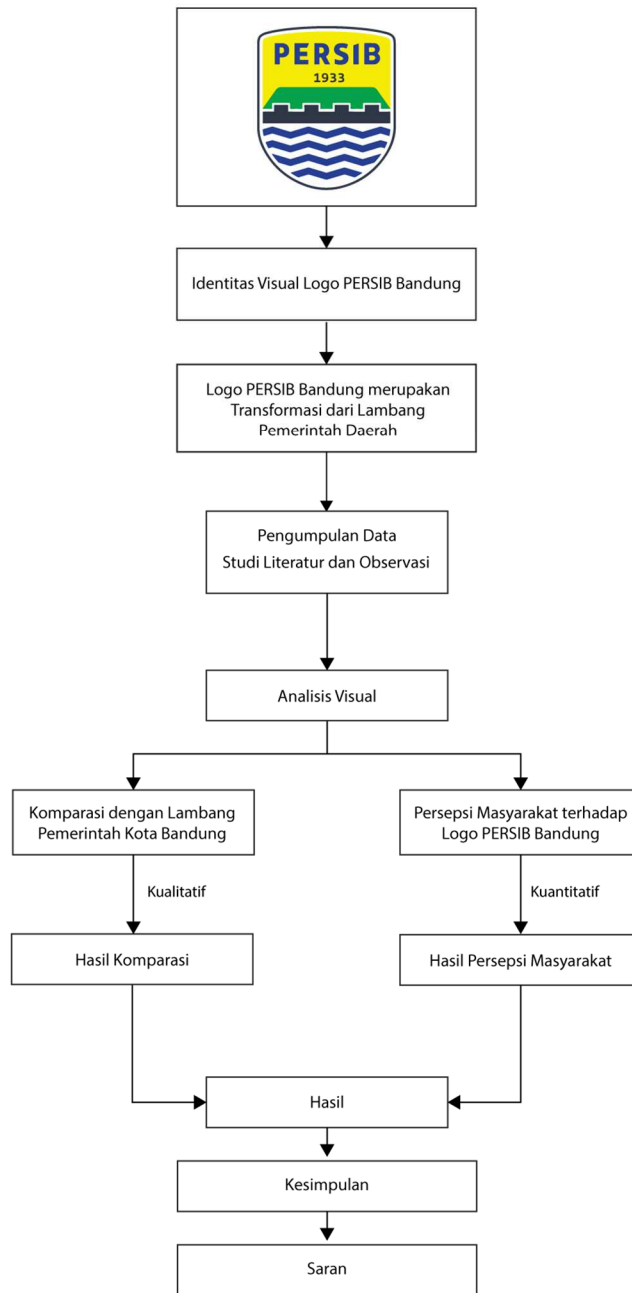 PERSIB
1933
Identitas Visual Logo PERSIB Bandung
Logo PERSIB Bandung merupakan
Transformasi dari Lambang
Pemerintah Daerah
Pengumpulan Data
Studi Literatur dan Observasi
Analisis Visual
Komparasi dengan Lambang
Pemerintah Kota Bandung
Persepsi Masyarakat terhadap
Logo PERSIB Bandung
Kualitatif
Kuantitatif
Hasil Komparasi
Hasil Persepsi Masyarakat
Hasil
Kesimpulan
Saran